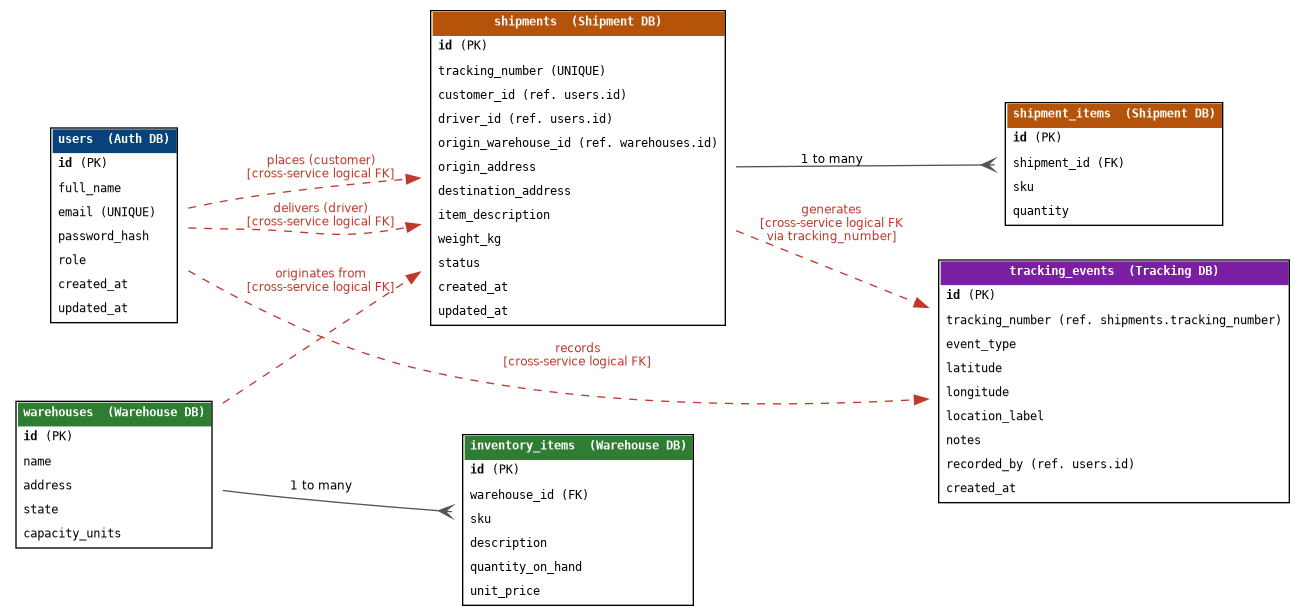 users  (Auth DB)
id (PK)
full_name
email (UNIQUE)
password_hash
role
created_at
updated_at
places (customer)
[cross-service logical FK]
delivers (driver)
[cross-service logical FK]
originates from
[cross-service logical FK]
shipments  (Shipment DB)
id (PK)
tracking_number (UNIQUE)
customer_id (ref. users.id)
driver_id (ref. users.id)
origin_warehouse_id (ref. warehouses.id)
origin_address
destination_address
item_description
weight_kg
status
created_at
updated_at
1 to many
shipment_items  (Shipment DB)
id (PK)
shipment_id (FK)
sku
quantity
generates
[cross-service logical FK
via tracking_number]
records
[cross-service logical FK]
tracking_events  (Tracking DB)
id (PK)
tracking_number (ref. shipments.tracking_number)
event_type
latitude
longitude
location_label
notes
recorded_by (ref. users.id)
created_at
warehouses  (Warehouse DB)
id (PK)
name
address
state
capacity_units
1 to many
inventory_items  (Warehouse DB)
id (PK)
warehouse_id (FK)
sku
description
quantity_on_hand
unit_price